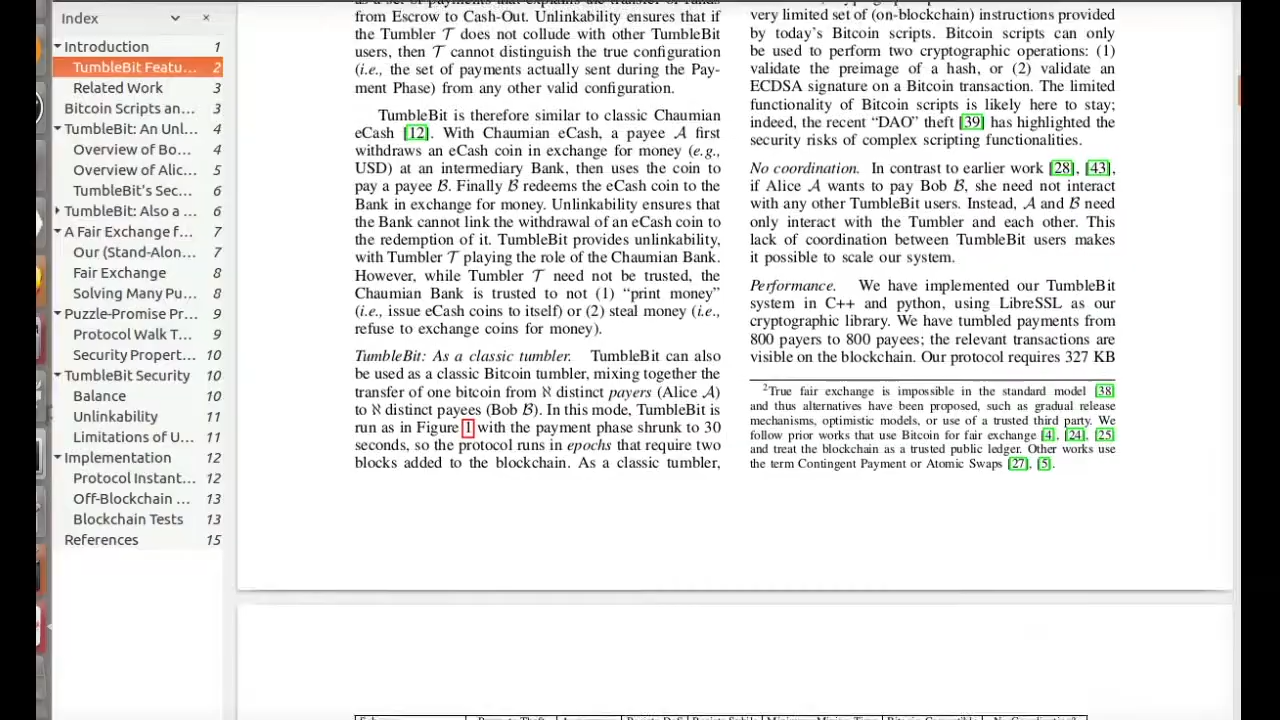 Index
Introduction 1
TumbleBit Featu... 2
Related Work 3
Bitcoin Scripts an... 3
TumbleBit: An Unl... 4
Overview of Bo... 4
Overview of Alic... 5
TumbleBit's Sec... 6
TumbleBit: Also a ... 6
A Fair Exchange f... 7
Our (Stand-Alon... 7
Fair Exchange 8
Solving Many Pu... 8
Puzzle-Promise Pr... 9
Protocol Walk T... 9
Security Propert... 10
TumbleBit Security 10
Balance 10
Unlinkability 11
Limitations of U... 11
Implementation 12
Protocol Instant... 12
Off-Blockchain ... 13
Blockchain Tests 13
References 15
from Escrow to Cash-Out. Unlinkability ensures that if
the Tumbler 𝒯 does not collude with other TumbleBit
users, then 𝒯 cannot distinguish the true configuration
(i.e., the set of payments actually sent during the Pay-
ment Phase) from any other valid configuration.
TumbleBit is therefore similar to classic Chaumian
eCash [12]. With Chaumian eCash, a payee 𝒜 first
withdraws an eCash coin in exchange for money (e.g.,
USD) at an intermediary Bank, then uses the coin to
pay a payee ℬ. Finally ℬ redeems the eCash coin to the
Bank in exchange for money. Unlinkability ensures that
the Bank cannot link the withdrawal of an eCash coin to
the redemption of it. TumbleBit provides unlinkability,
with Tumbler 𝒯 playing the role of the Chaumian Bank.
However, while Tumbler 𝒯 need not be trusted, the
Chaumian Bank is trusted to not (1) “print money”
(i.e., issue eCash coins to itself) or (2) steal money (i.e.,
refuse to exchange coins for money).
TumbleBit: As a classic tumbler. TumbleBit can also
be used as a classic Bitcoin tumbler, mixing together the
transfer of one bitcoin from ℵ distinct payers (Alice 𝒜)
to ℵ distinct payees (Bob ℬ). In this mode, TumbleBit is
run as in Figure 1 with the payment phase shrunk to 30
seconds, so the protocol runs in epochs that require two
blocks added to the blockchain. As a classic tumbler,
very limited set of (on-blockchain) instructions provided
by today's Bitcoin scripts. Bitcoin scripts can only
be used to perform two cryptographic operations: (1)
validate the preimage of a hash, or (2) validate an
ECDSA signature on a Bitcoin transaction. The limited
functionality of Bitcoin scripts is likely here to stay;
indeed, the recent “DAO” theft [39] has highlighted the
security risks of complex scripting functionalities.
No coordination. In contrast to earlier work [28], [43],
if Alice 𝒜 wants to pay Bob ℬ, she need not interact
with any other TumbleBit users. Instead, 𝒜 and ℬ need
only interact with the Tumbler and each other. This
lack of coordination between TumbleBit users makes
it possible to scale our system.
Performance. We have implemented our TumbleBit
system in C++ and python, using LibreSSL as our
cryptographic library. We have tumbled payments from
800 payers to 800 payees; the relevant transactions are
visible on the blockchain. Our protocol requires 327 KB
2True fair exchange is impossible in the standard model [38]
and thus alternatives have been proposed, such as gradual release
mechanisms, optimistic models, or use of a trusted third party. We
follow prior works that use Bitcoin for fair exchange [4], [24], [25]
and treat the blockchain as a trusted public ledger. Other works use
the term Contingent Payment or Atomic Swaps [27], [5].